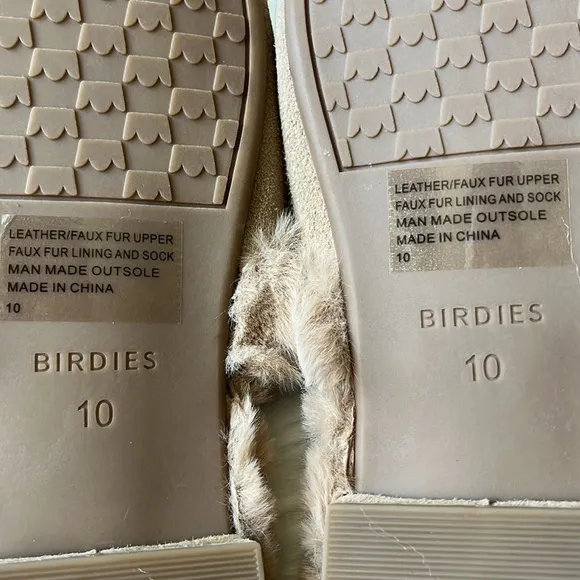 LEATHER/FAUX FUR UPPER
FAUX FUR LINING AND SOCK
MAN MADE OUTSOLE
MADE IN CHINA
10
BIRDIES
10
LEATHER/FAUX FUR UPPER
FAUX FUR LINING AND SOCK
MAN MADE OUTSOLE
MADE IN CHINA
10
BIRDIES
10